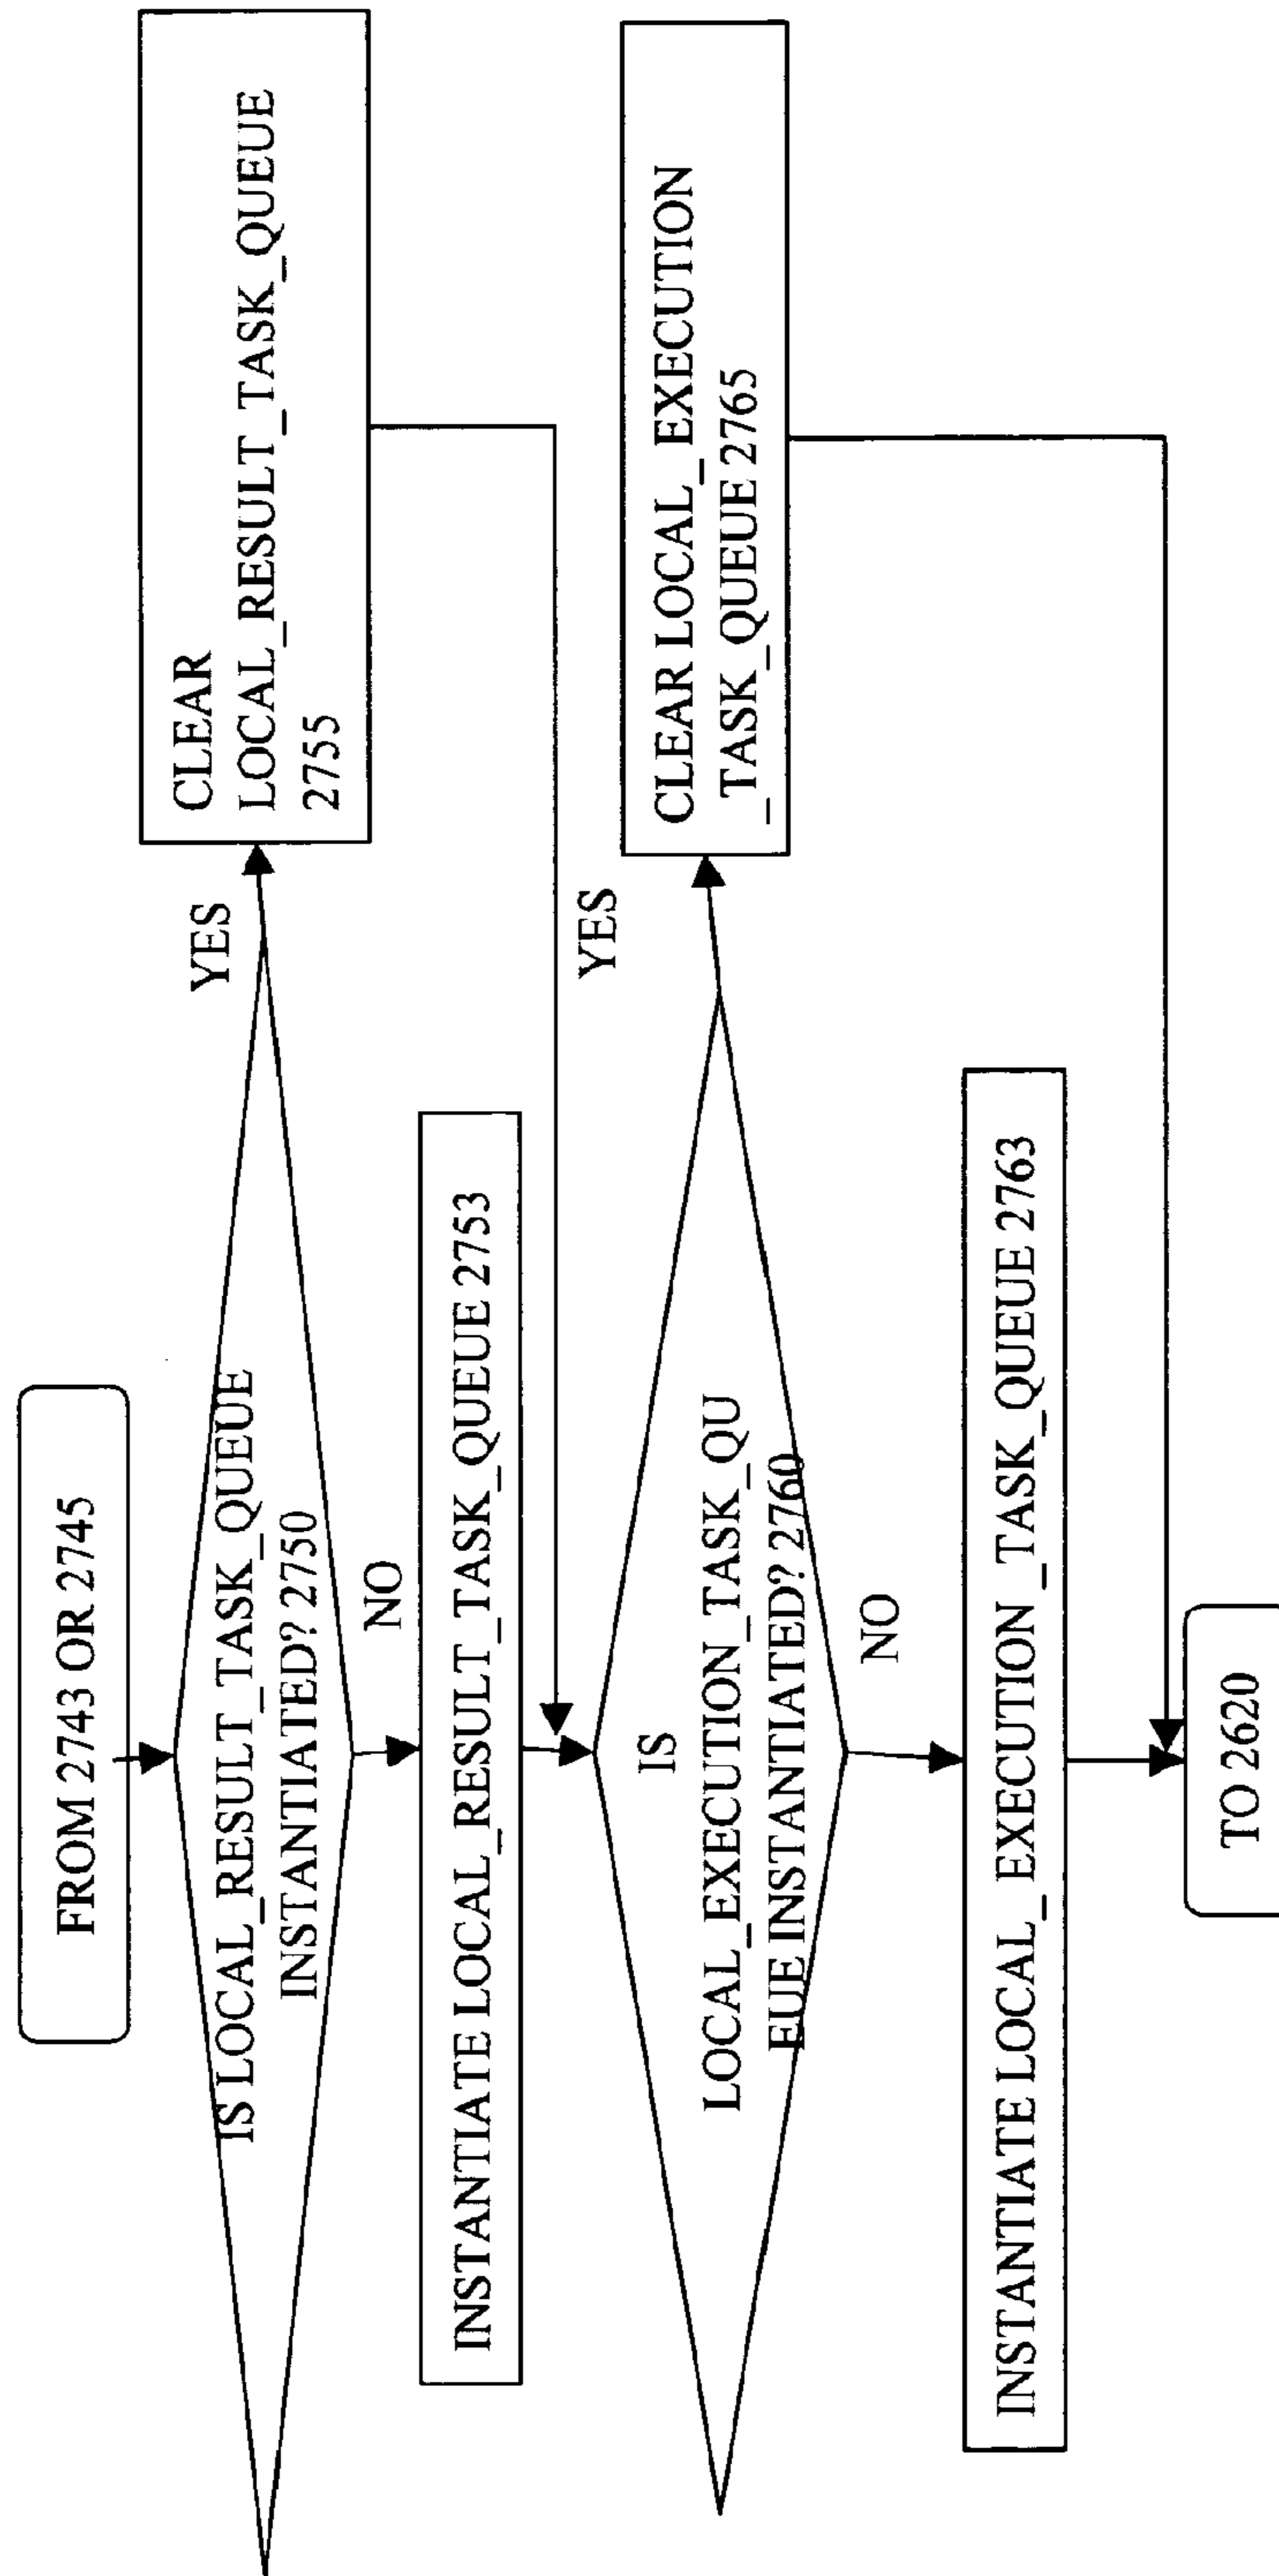 FROM 2743 OR 2745
IS LOCAL_RESULT_TASK_QUEUE
INSTANTIATED? 2750
YES
CLEAR
LOCAL_RESULT_TASK_QUEUE
2755
NO
INSTANTIATE LOCAL_RESULT_TASK_QUEUE 2753
IS
LOCAL_EXECUTION_TASK_QU
EUE INSTANTIATED? 2760
YES
CLEAR LOCAL_EXECUTION
_TASK_QUEUE 2765
NO
INSTANTIATE LOCAL_EXECUTION_TASK_QUEUE 2763
TO 2620